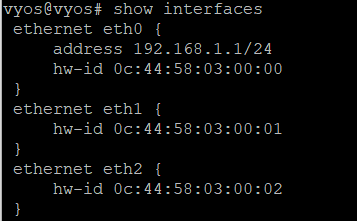 vyos@vyos# show interfaces
 ethernet eth0 {
     address 192.168.1.1/24
     hw-id 0c:44:58:03:00:00
 }
 ethernet eth1 {
     hw-id 0c:44:58:03:00:01
 }
 ethernet eth2 {
     hw-id 0c:44:58:03:00:02
 }